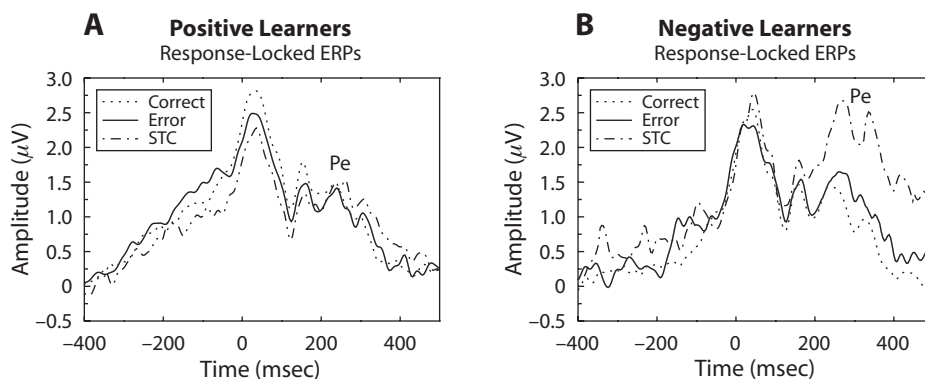 A Positive Learners
Response-Locked ERPs
3.0
2.5
2.0
1.5
1.0
0.5
0
−0.5
Amplitude (μV)
Correct
Error
STC
Pe
−400 −200 0 200 400
Time (msec)
B Negative Learners
Response-Locked ERPs
3.0
2.5
2.0
1.5
1.0
0.5
0
−0.5
Amplitude (μV)
Correct
Error
STC
Pe
−400 −200 0 200 400
Time (msec)